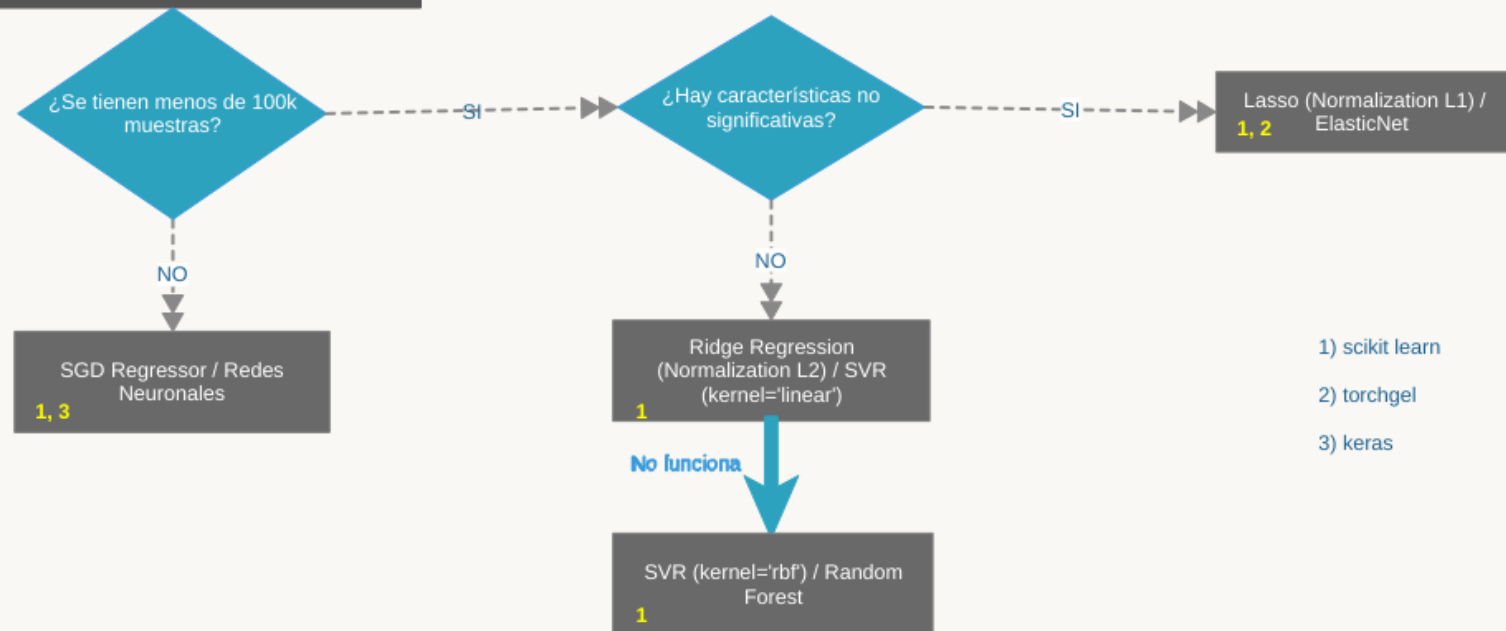 ¿Se tienen menos de 100k
muestras?
SI
¿Hay características no
significativas?
SI
Lasso (Normalization L1) /
ElasticNet
1, 2
NO
NO
SGD Regressor / Redes
Neuronales
1, 3
Ridge Regression
(Normalization L2) / SVR
(kernel='linear')
1
1) scikit learn
2) torchgel
3) keras
No funciona
SVR (kernel='rbf') / Random
Forest
1